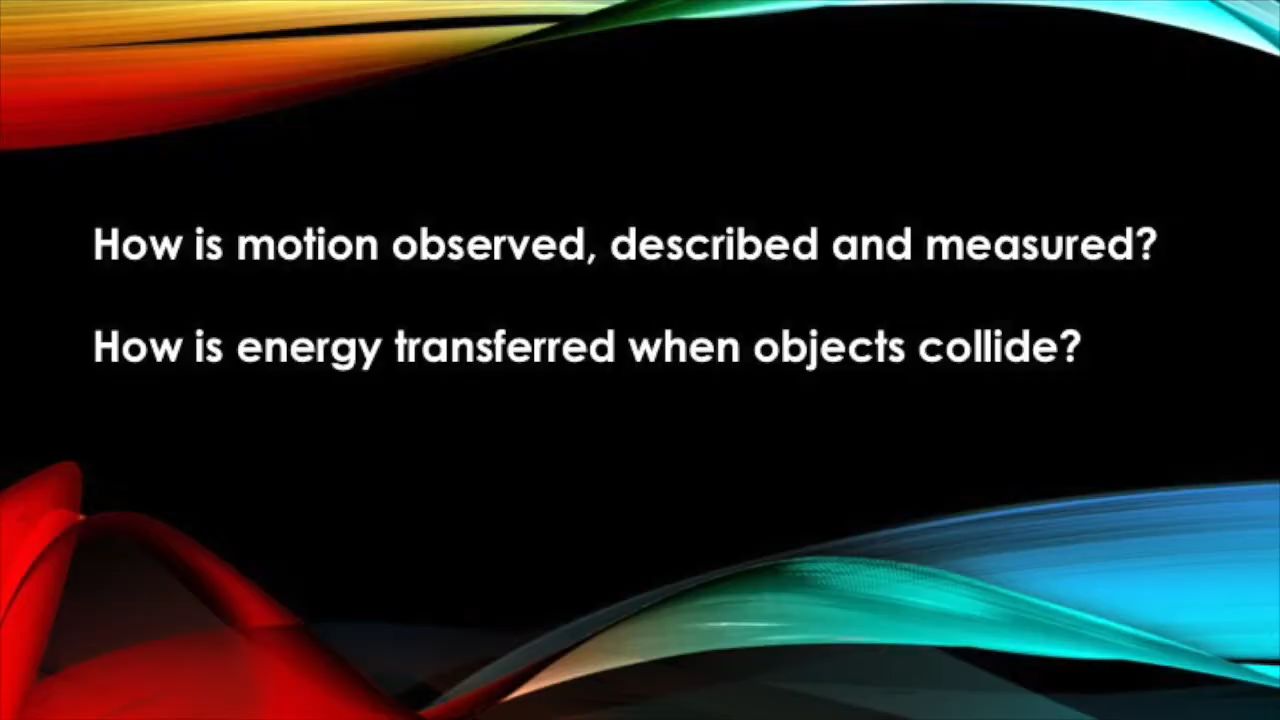 How is motion observed, described and measured?
How is energy transferred when objects collide?